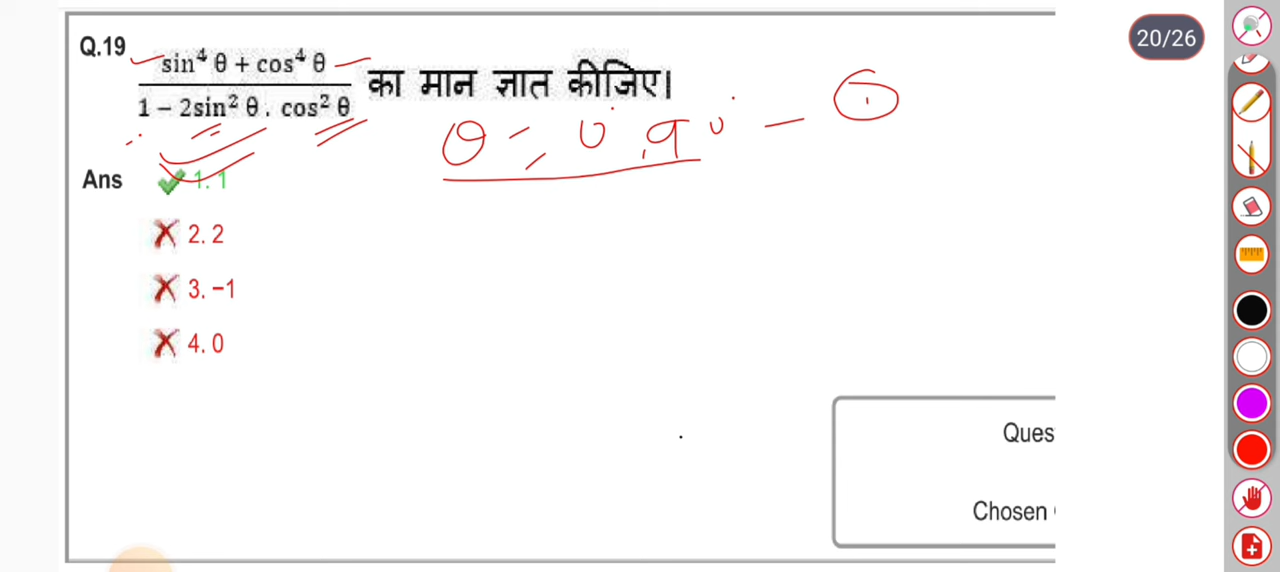 20/26
Q.19
sin⁴ θ + cos⁴ θ
1 − 2sin² θ . cos² θ
का मान ज्ञात कीजिए।
θ = 0° , 90° —
Ans
1. 1
2. 2
3. −1
4. 0
Ques
Chosen